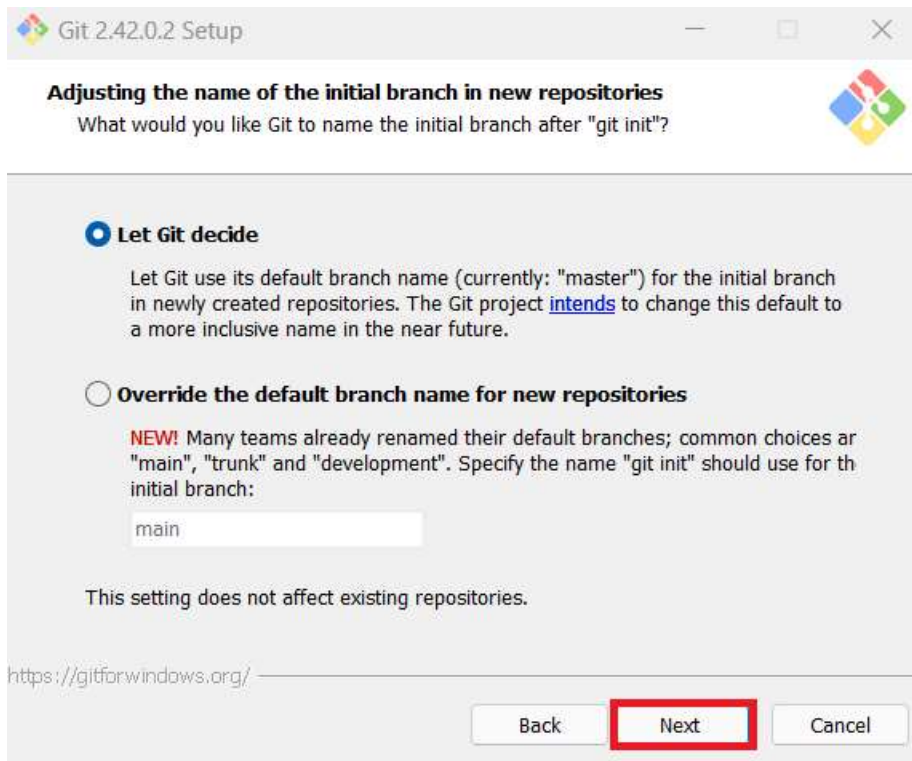 Git 2.42.0.2 Setup
Adjusting the name of the initial branch in new repositories
What would you like Git to name the initial branch after "git init"?
Let Git decide
Let Git use its default branch name (currently: "master") for the initial branch
in newly created repositories. The Git project intends to change this default to
a more inclusive name in the near future.
Override the default branch name for new repositories
NEW! Many teams already renamed their default branches; common choices ar
"main", "trunk" and "development". Specify the name "git init" should use for th
initial branch:
main
This setting does not affect existing repositories.
https://gitforwindows.org/
Back Next Cancel